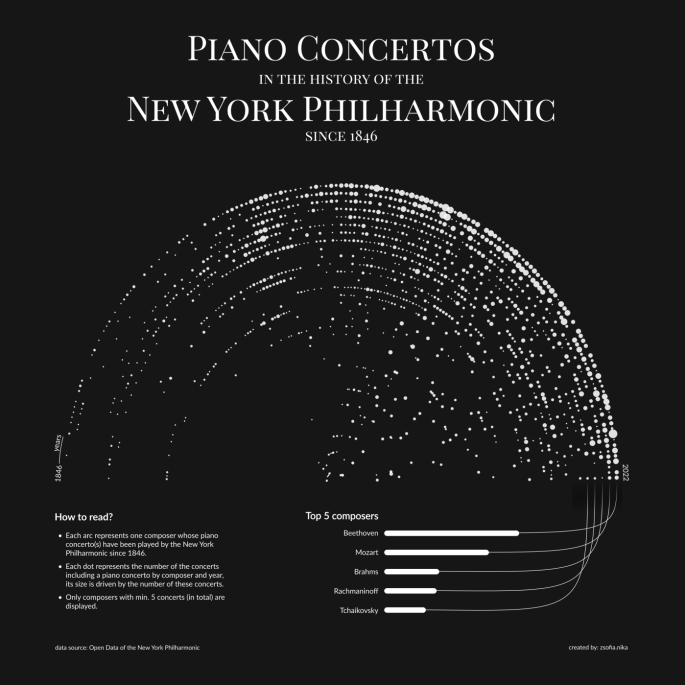 Piano Concertos
in the history of the
New York Philharmonic
since 1846
years
1846
2022
How to read?
• Each arc represents one composer whose piano
concerto(s) have been played by the New York
Philharmonic since 1846.
• Each dot represents the number of the concerts
including a piano concerto by composer and year,
its size is driven by the number of these concerts.
• Only composers with min. 5 concerts (in total) are
displayed.
Top 5 composers
Beethoven
Mozart
Brahms
Rachmaninoff
Tchaikovsky
data source: Open Data of the New York Philharmonic
created by: zsofia.nika